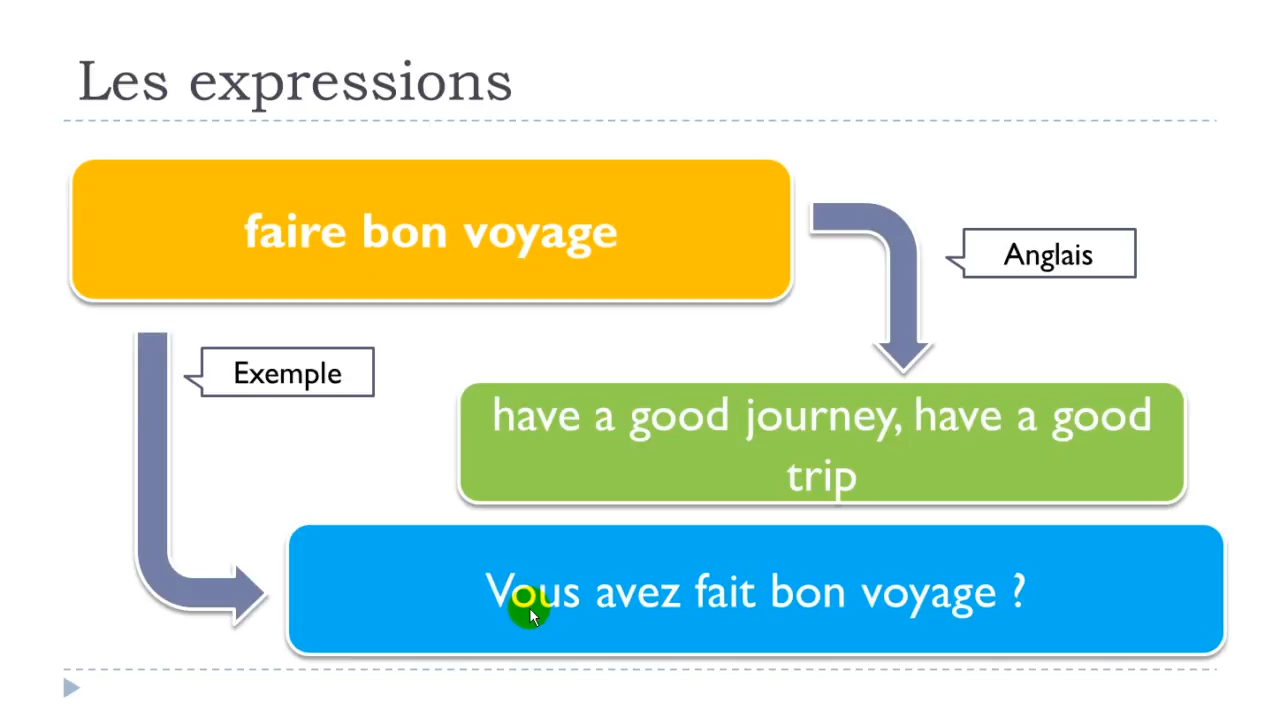 Les expressions
faire bon voyage
Anglais
Exemple
have a good journey, have a good
trip
Vous avez fait bon voyage ?